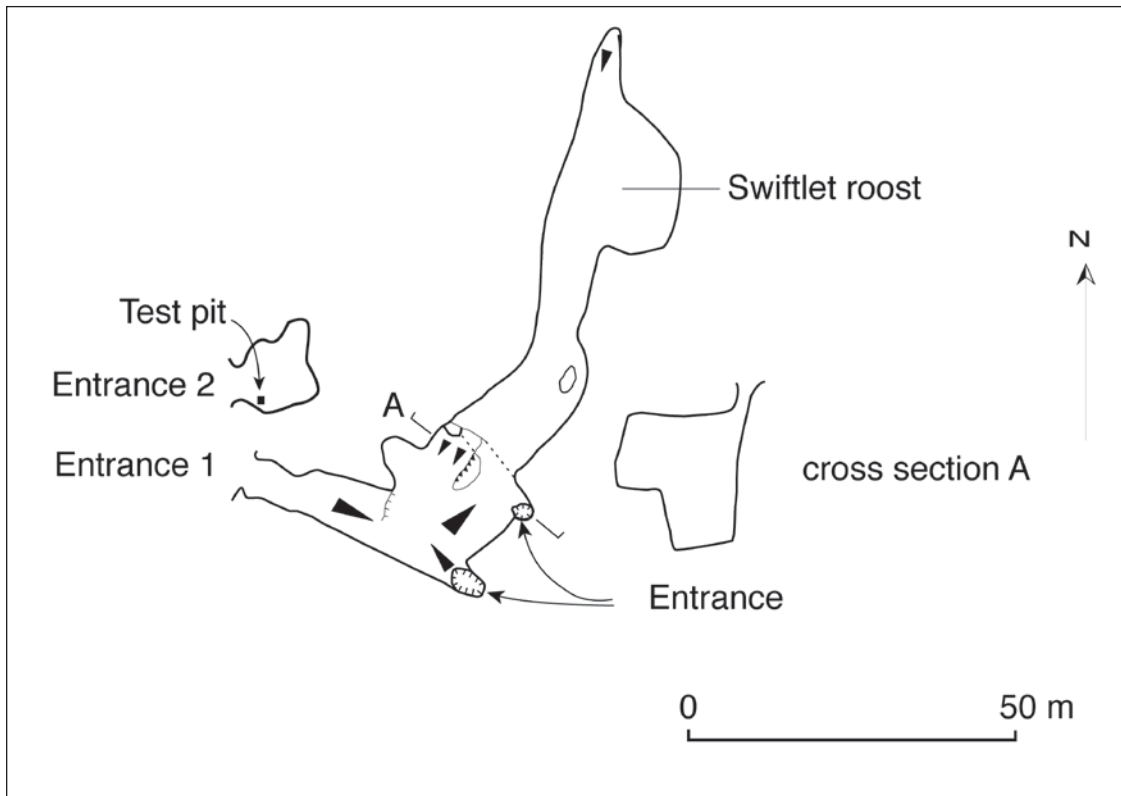 Swiftlet roost
N
Test pit
Entrance 2
A
Entrance 1
cross section A
Entrance
0 50 m